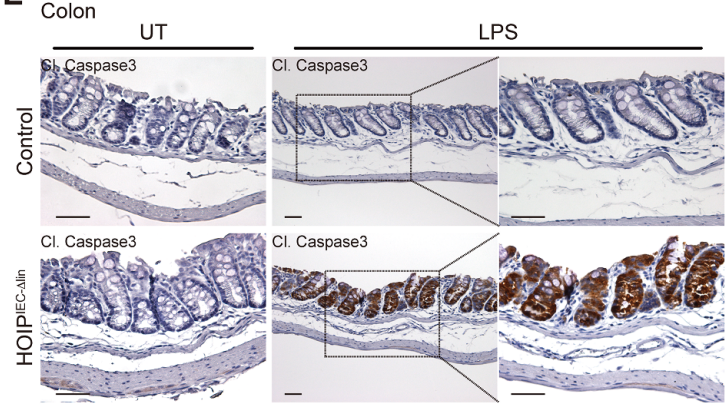 E
Colon
UT
LPS
Control
Cl. Caspase3
Cl. Caspase3
HOIPIEC-Δlin
Cl. Caspase3
Cl. Caspase3